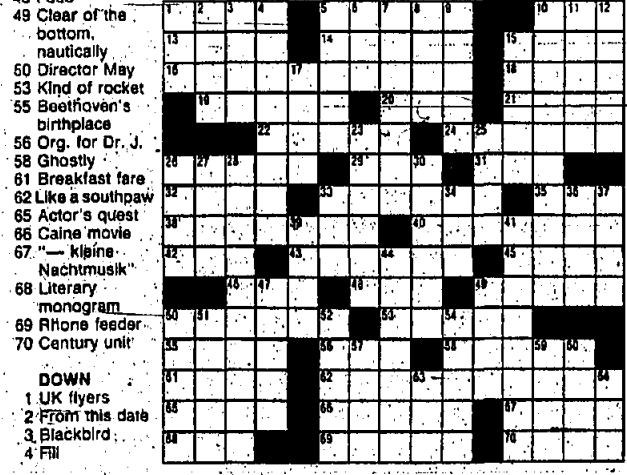 49 Clear of the
bottom,
nautically
50 Director May
53 Kind of rocket
55 Beethoven's
birthplace
56 Org. for Dr. J.
58 Ghostly
61 Breakfast fare
62 Like a southpaw
65 Actor's quest
66 Caine movie
67 "— kleine
Nachtmusik"
68 Literary
monogram
69 Rhone feeder
70 Century unit
DOWN
1 UK flyers
2 From this date
3 Blackbird
4 Fill
1 2 3 4 5 6 7 8 9 10 11 12
13 14 15
16 17 18
19 20 21
22 23 24 25
26 27 28 29 30 31
32 33 34 35 36 37
38 39 40 41
42 43 44 45
46 47 48 49
50 51 52 53 54
55 56 57 58 59 60
61 62 63 64
65 66 67
68 69 70